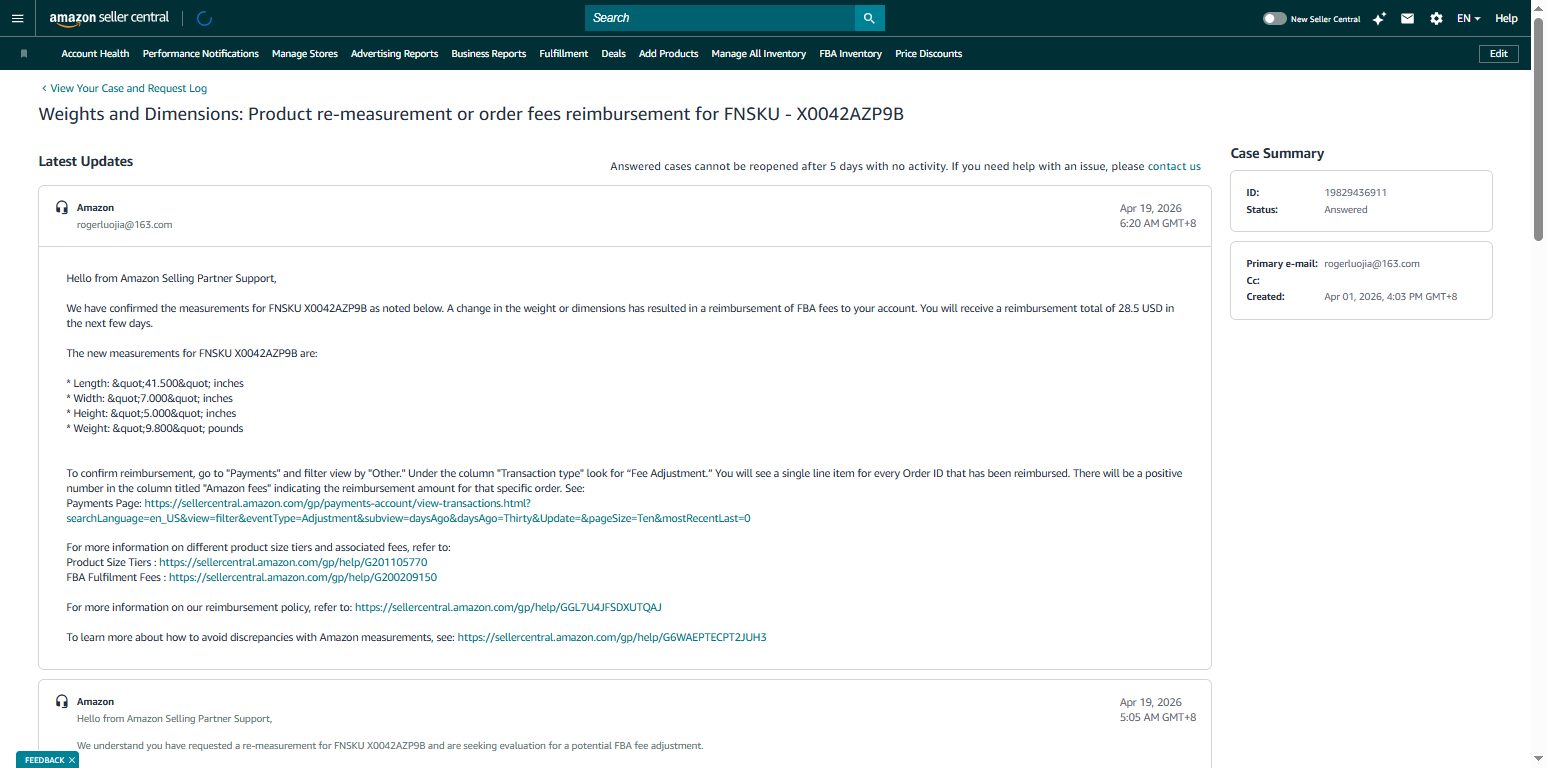 amazon seller central
Search
New Seller Central
EN
Help
Account Health
Performance Notifications
Manage Stores
Advertising Reports
Business Reports
Fulfillment
Deals
Add Products
Manage All Inventory
FBA Inventory
Price Discounts
Edit
View Your Case and Request Log
Weights and Dimensions: Product re-measurement or order fees reimbursement for FNSKU - X0042AZP9B
Latest Updates
Answered cases cannot be reopened after 5 days with no activity. If you need help with an issue, please contact us
Amazon
rogerluojia@163.com
Apr 19, 2026
6:20 AM GMT+8
Hello from Amazon Selling Partner Support,
We have confirmed the measurements for FNSKU X0042AZP9B as noted below. A change in the weight or dimensions has resulted in a reimbursement of FBA fees to your account. You will receive a reimbursement total of 28.5 USD in
the next few days.
The new measurements for FNSKU X0042AZP9B are:
* Length: &quot;41.500&quot; inches
* Width: &quot;7.000&quot; inches
* Height: &quot;5.000&quot; inches
* Weight: &quot;9.800&quot; pounds
To confirm reimbursement, go to "Payments" and filter view by "Other." Under the column "Transaction type" look for “Fee Adjustment.” You will see a single line item for every Order ID that has been reimbursed. There will be a positive
number in the column titled "Amazon fees" indicating the reimbursement amount for that specific order. See:
Payments Page: https://sellercentral.amazon.com/gp/payments-account/view-transactions.html?
searchLanguage=en_US&view=filter&eventType=Adjustment&subview=daysAgo&daysAgo=Thirty&Update=&pageSize=Ten&mostRecentLast=0
For more information on different product size tiers and associated fees, refer to:
Product Size Tiers : https://sellercentral.amazon.com/gp/help/G201105770
FBA Fulfilment Fees : https://sellercentral.amazon.com/gp/help/G200209150
For more information on our reimbursement policy, refer to: https://sellercentral.amazon.com/gp/help/GGL7U4JFSDXUTQAJ
To learn more about how to avoid discrepancies with Amazon measurements, see: https://sellercentral.amazon.com/gp/help/G6WAEPTECPT2JUH3
Amazon
Hello from Amazon Selling Partner Support,
Apr 19, 2026
5:05 AM GMT+8
We understand you have requested a re-measurement for FNSKU X0042AZP9B and are seeking evaluation for a potential FBA fee adjustment.
FEEDBACK
Case Summary
ID: 19829436911
Status: Answered
Primary e-mail: rogerluojia@163.com
Cc:
Created: Apr 01, 2026, 4:03 PM GMT+8